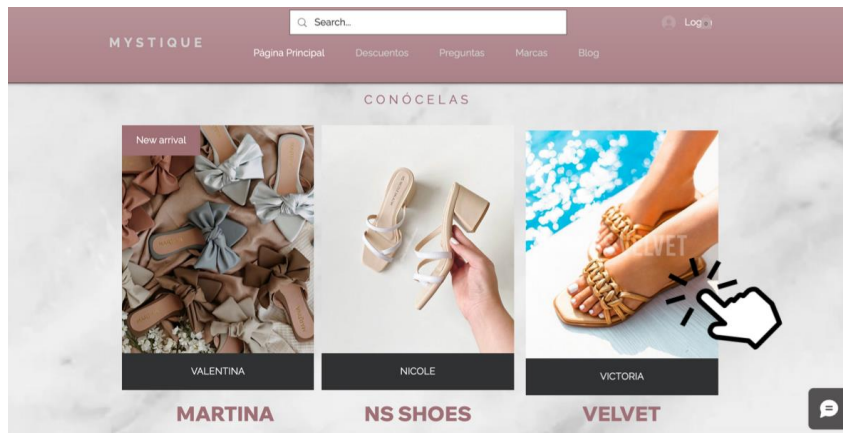 Search...
Log
MYSTIQUE
Página Principal
Descuentos
Preguntas
Marcas
Blog
CONÓCELAS
New arrival
VELVET
VALENTINA
NICOLE
VICTORIA
MARTINA
NS SHOES
VELVET